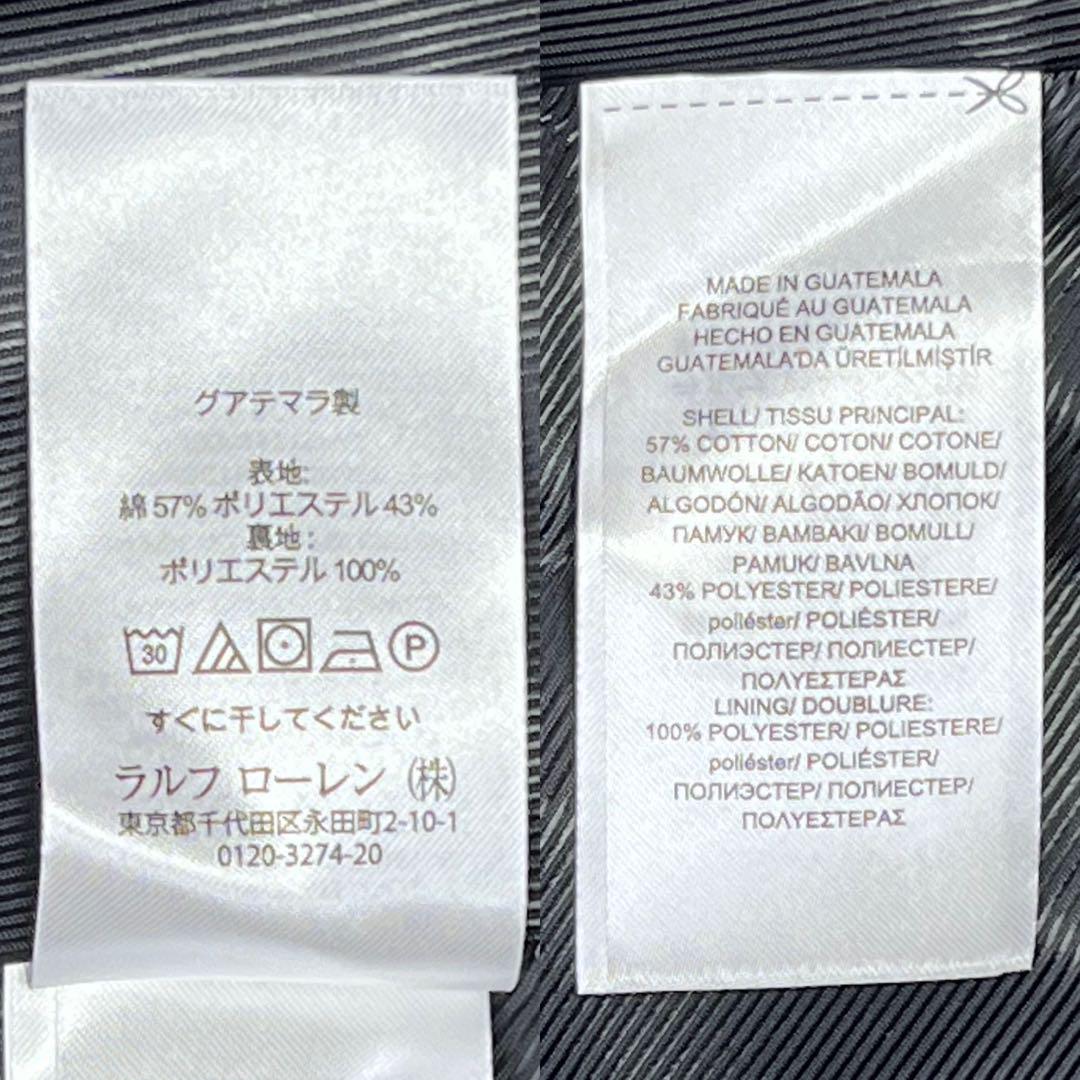 グアテマラ製
表地:
綿 57% ポリエステル 43%
裏地:
ポリエステル 100%
30 P
すぐに干してください
ラルフ ローレン (株)
東京都千代田区永田町2-10-1
0120-3274-20
MADE IN GUATEMALA
FABRIQUÉ AU GUATEMALA
HECHO EN GUATEMALA
GUATEMALA'DA ÜRETİLMİŞTİR
SHELL/ TISSU PRINCIPAL:
57% COTTON/ COTON/ COTONE/
BAUMWOLLE/ KATOEN/ BOMULD/
ALGODÓN/ ALGODÃO/ ХЛОПОК/
ПАМУК/ BAMBAKI/ BOMULL/
PAMUK/ BAVLNA
43% POLYESTER/ POLIESTERE/
poliéster/ POLIÉSTER/
ПОЛИЭСТЕР/ ПОЛИЕСТЕР/
ΠΟΛΥΕΣΤΕΡΑΣ
LINING/ DOUBLURE:
100% POLYESTER/ POLIESTERE/
poliéster/ POLIÉSTER/
ПОЛИЭСТЕР/ ПОЛИЕСТЕР/
ΠΟΛΥΕΣΤΕΡΑΣ